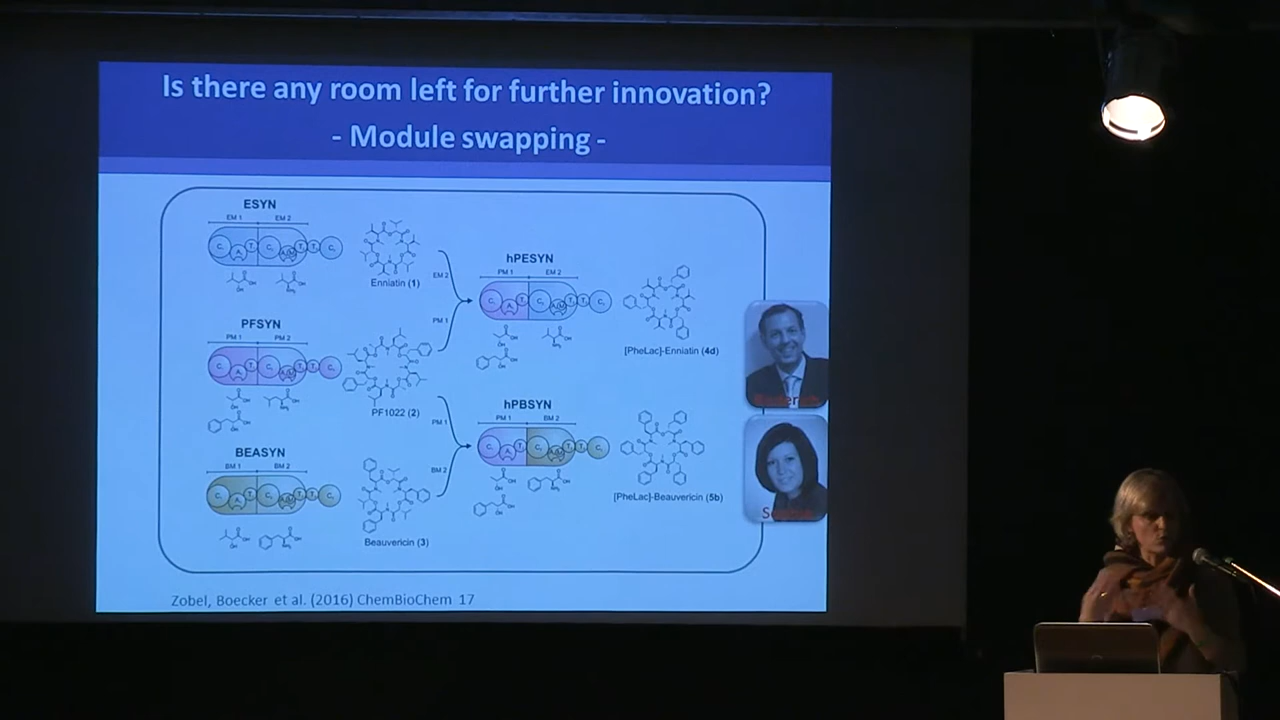 Is there any room left for further innovation?
- Module swapping -
ESYN
EM 1 EM 2
Enniatin (1)
PFSYN
PM 1 PM 2
PF1022 (2)
BEASYN
BM 1 BM 2
Beauvericin (3)
EM 2
PM 1
hPESYN
PM 1 EM 2
[PheLac]-Enniatin (4d)
PM 1
BM 2
hPBSYN
PM 1 BM 2
[PheLac]-Beauvericin (5b)
Zobel, Boecker et al. (2016) ChemBioChem 17